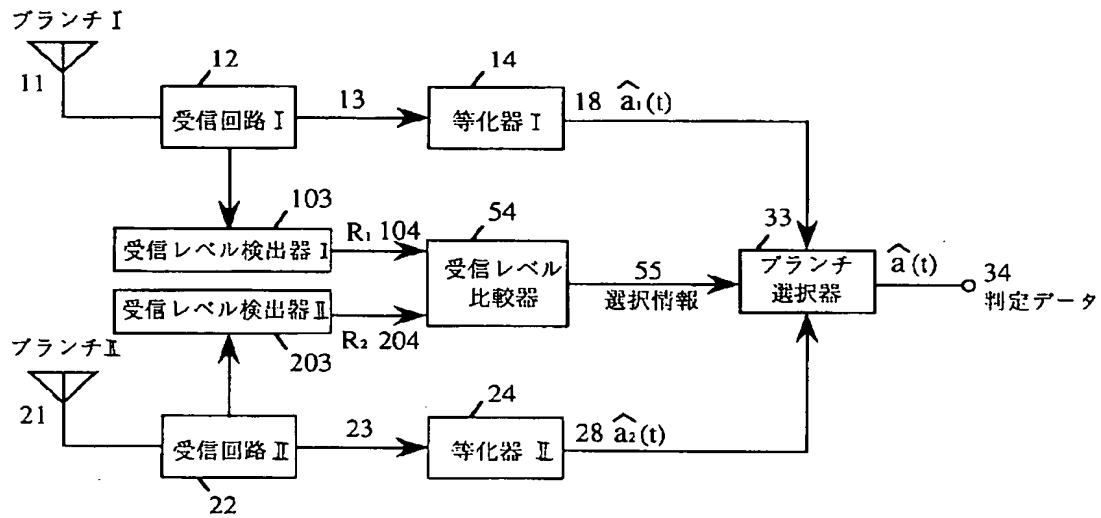 ブランチ I
11
12
受信回路 I
13
14
等化器 I
18 â₁(t)
103
受信レベル検出器 I
R₁ 104
54
受信レベル
比較器
55
選択情報
33
ブランチ
選択器
â(t)
34
判定データ
受信レベル検出器 II
R₂ 204
203
ブランチ II
21
受信回路 II
22
23
24
等化器 II
28 â₂(t)